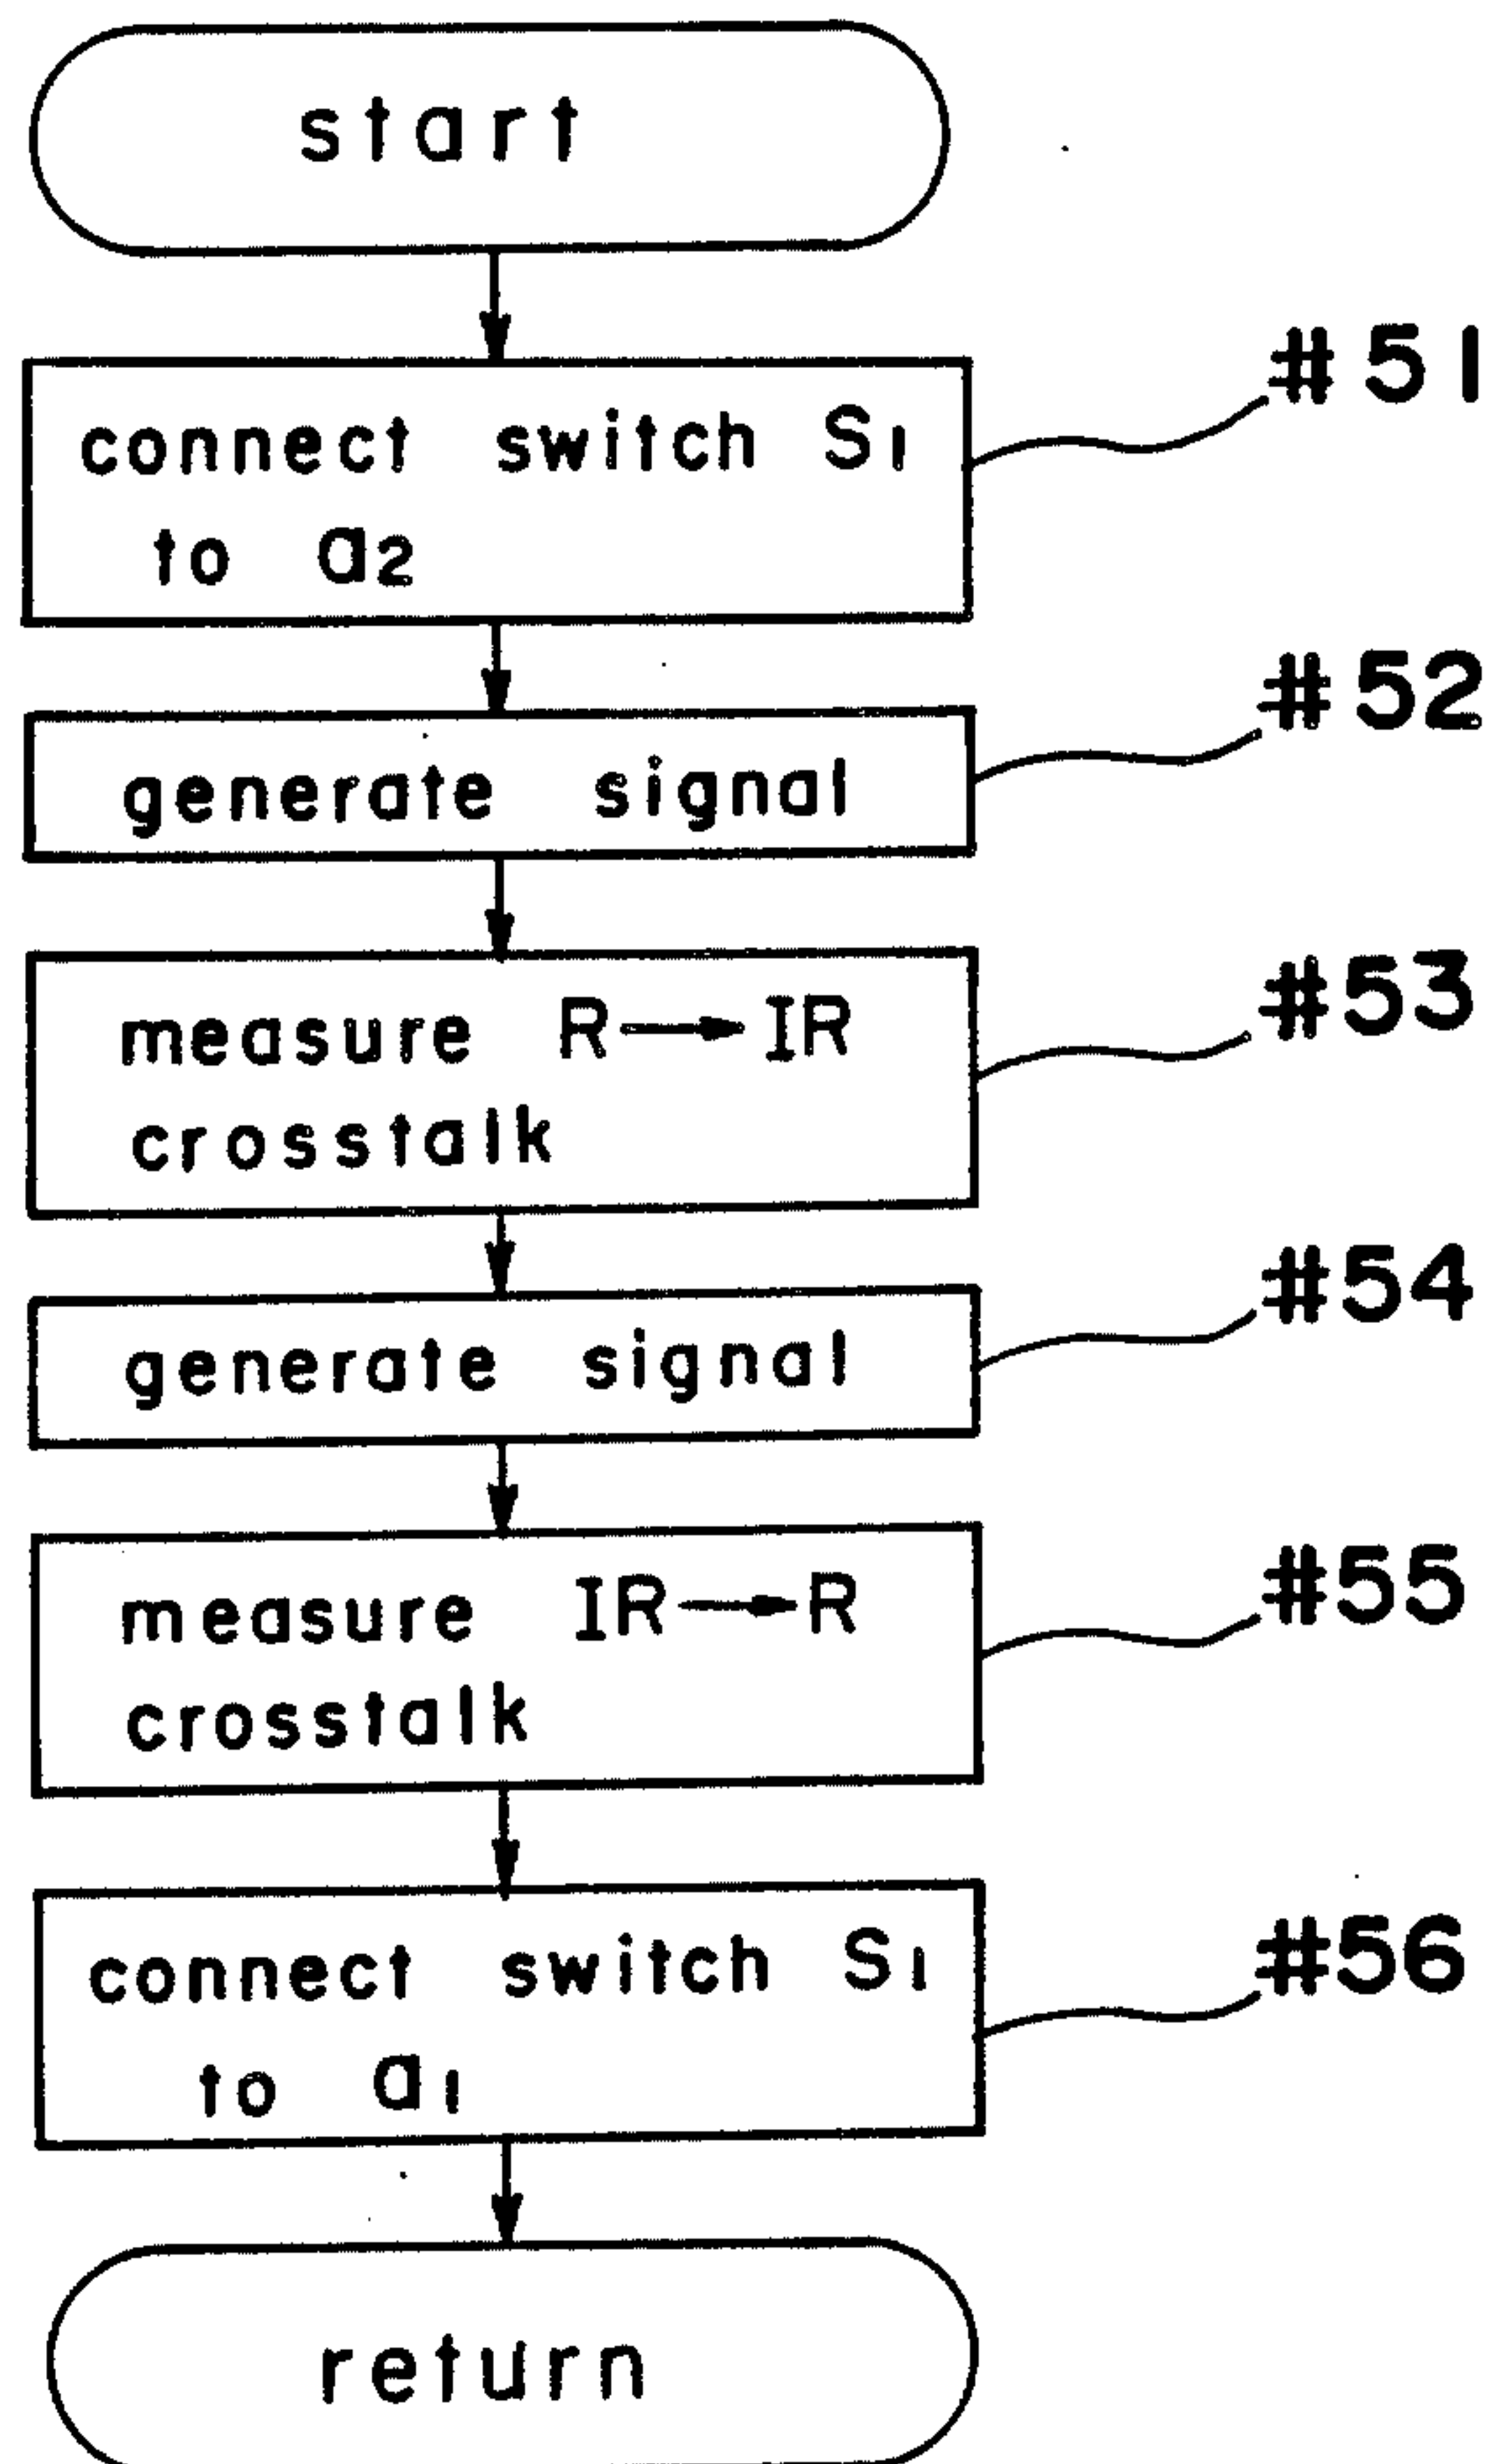 start
#51
connect switch S1
to a2
#52
generate signal
#53
measure R→IR
crosstalk
#54
generate signal
#55
measure IR→R
crosstalk
#56
connect switch S1
to a1
return